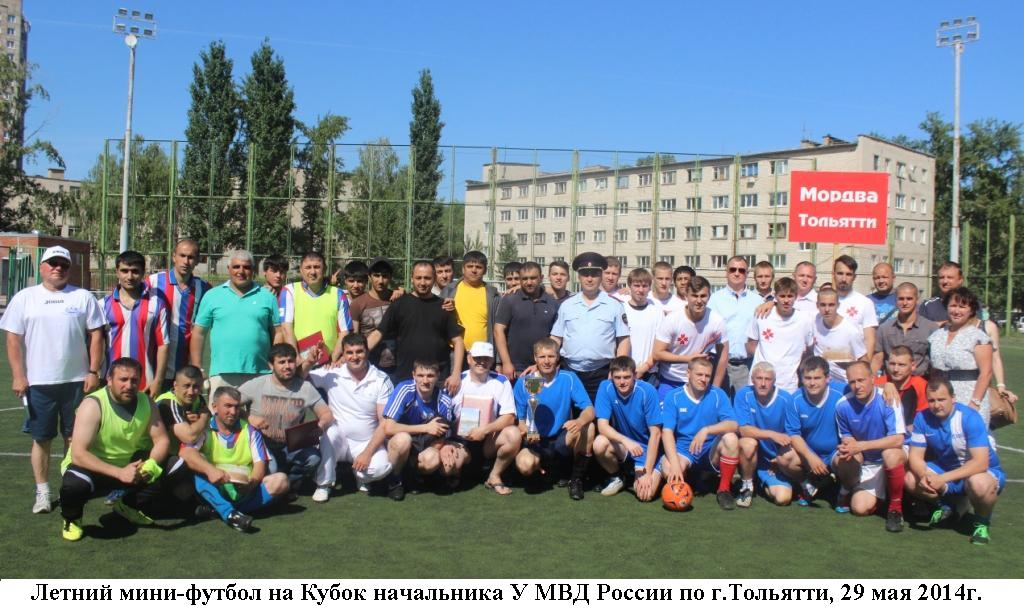 Мордва
Тольятти
Летний мини-футбол на Кубок начальника У МВД России по г.Тольятти, 29 мая 2014г.